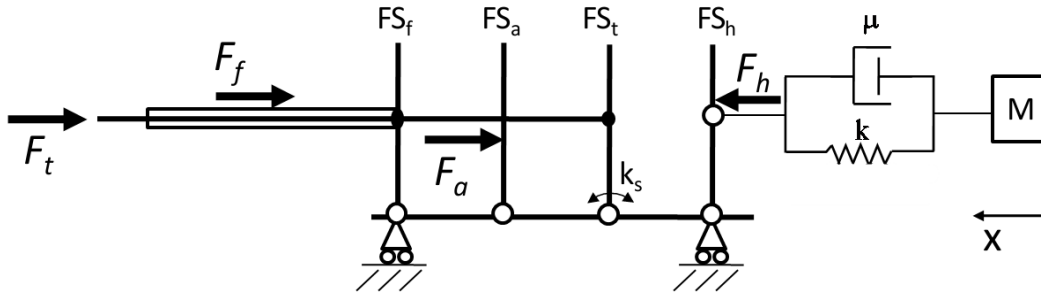 FS_f FS_a FS_t FS_h
μ
F_f
F_h
M
F_t
k
F_a
k_s
x